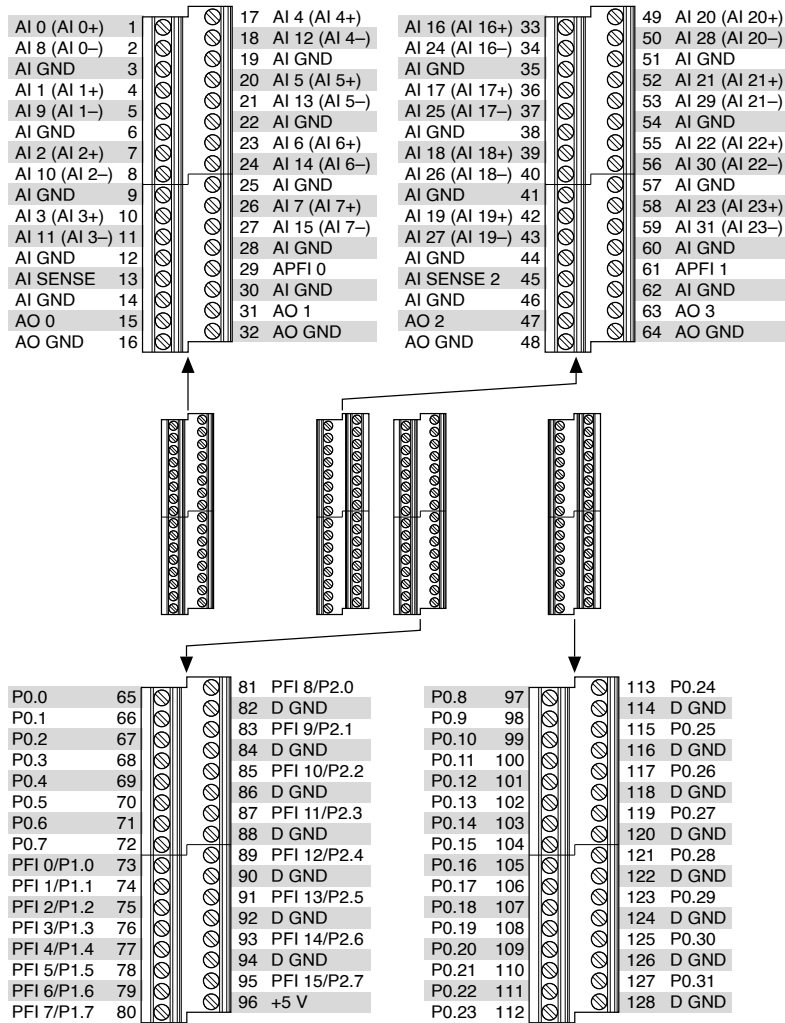 AI 0 (AI 0+) 1
AI 8 (AI 0–) 2
AI GND 3
AI 1 (AI 1+) 4
AI 9 (AI 1–) 5
AI GND 6
AI 2 (AI 2+) 7
AI 10 (AI 2–) 8
AI GND 9
AI 3 (AI 3+) 10
AI 11 (AI 3–) 11
AI GND 12
AI SENSE 13
AI GND 14
AO 0 15
AO GND 16
17 AI 4 (AI 4+)
18 AI 12 (AI 4–)
19 AI GND
20 AI 5 (AI 5+)
21 AI 13 (AI 5–)
22 AI GND
23 AI 6 (AI 6+)
24 AI 14 (AI 6–)
25 AI GND
26 AI 7 (AI 7+)
27 AI 15 (AI 7–)
28 AI GND
29 APFI 0
30 AI GND
31 AO 1
32 AO GND
AI 16 (AI 16+) 33
AI 24 (AI 16–) 34
AI GND 35
AI 17 (AI 17+) 36
AI 25 (AI 17–) 37
AI GND 38
AI 18 (AI 18+) 39
AI 26 (AI 18–) 40
AI GND 41
AI 19 (AI 19+) 42
AI 27 (AI 19–) 43
AI GND 44
AI SENSE 2 45
AI GND 46
AO 2 47
AO GND 48
49 AI 20 (AI 20+)
50 AI 28 (AI 20–)
51 AI GND
52 AI 21 (AI 21+)
53 AI 29 (AI 21–)
54 AI GND
55 AI 22 (AI 22+)
56 AI 30 (AI 22–)
57 AI GND
58 AI 23 (AI 23+)
59 AI 31 (AI 23–)
60 AI GND
61 APFI 1
62 AI GND
63 AO 3
64 AO GND
P0.0 65
P0.1 66
P0.2 67
P0.3 68
P0.4 69
P0.5 70
P0.6 71
P0.7 72
PFI 0/P1.0 73
PFI 1/P1.1 74
PFI 2/P1.2 75
PFI 3/P1.3 76
PFI 4/P1.4 77
PFI 5/P1.5 78
PFI 6/P1.6 79
PFI 7/P1.7 80
81 PFI 8/P2.0
82 D GND
83 PFI 9/P2.1
84 D GND
85 PFI 10/P2.2
86 D GND
87 PFI 11/P2.3
88 D GND
89 PFI 12/P2.4
90 D GND
91 PFI 13/P2.5
92 D GND
93 PFI 14/P2.6
94 D GND
95 PFI 15/P2.7
96 +5 V
P0.8 97
P0.9 98
P0.10 99
P0.11 100
P0.12 101
P0.13 102
P0.14 103
P0.15 104
P0.16 105
P0.17 106
P0.18 107
P0.19 108
P0.20 109
P0.21 110
P0.22 111
P0.23 112
113 P0.24
114 D GND
115 P0.25
116 D GND
117 P0.26
118 D GND
119 P0.27
120 D GND
121 P0.28
122 D GND
123 P0.29
124 D GND
125 P0.30
126 D GND
127 P0.31
128 D GND